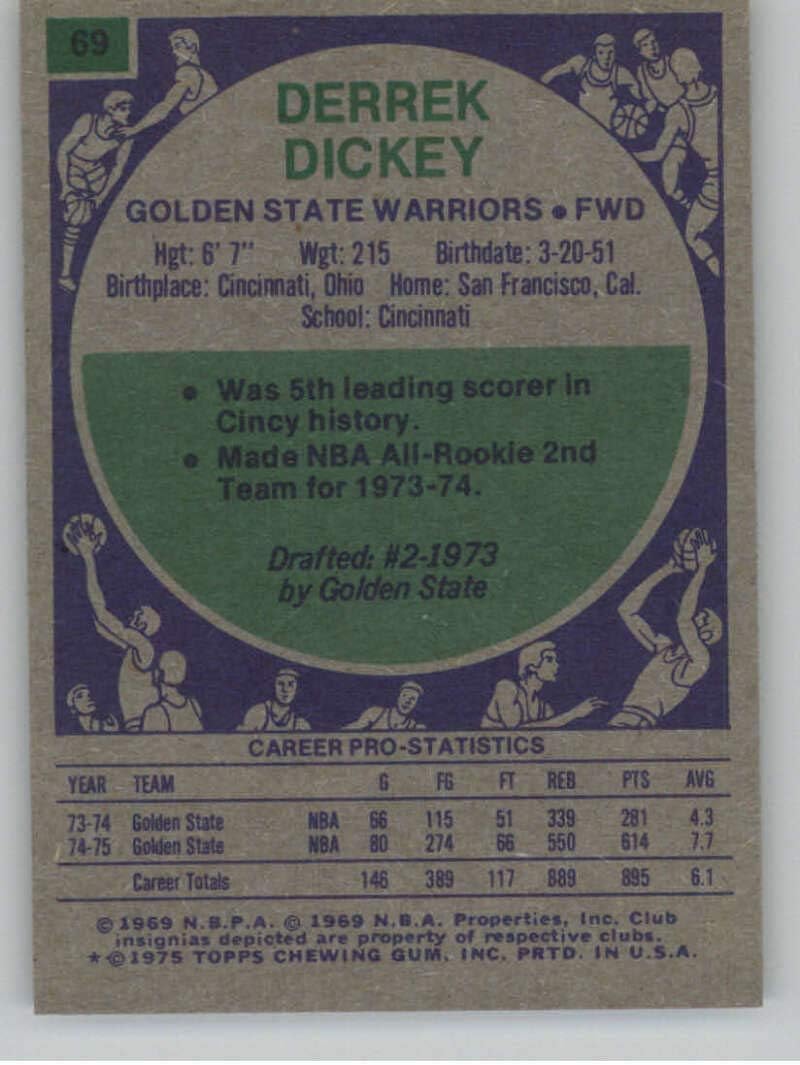 69
DERREK
DICKEY
GOLDEN STATE WARRIORS • FWD
Hgt: 6' 7" Wgt: 215 Birthdate: 3-20-51
Birthplace: Cincinnati, Ohio Home: San Francisco, Cal.
School: Cincinnati
• Was 5th leading scorer in
Cincy history.
• Made NBA All-Rookie 2nd
Team for 1973-74.
Drafted: #2-1973
by Golden State
CAREER PRO-STATISTICS
YEAR TEAM G FG FT REB PTS AVG
73-74 Golden State NBA 66 115 51 339 281 4.3
74-75 Golden State NBA 80 274 66 550 614 7.7
Career Totals 146 389 117 889 895 6.1
© 1969 N.B.P.A. © 1969 N.B.A. Properties, Inc. Club
insignias depicted are property of respective clubs.
* © 1975 TOPPS CHEWING GUM, INC. PRTD. IN U.S.A.